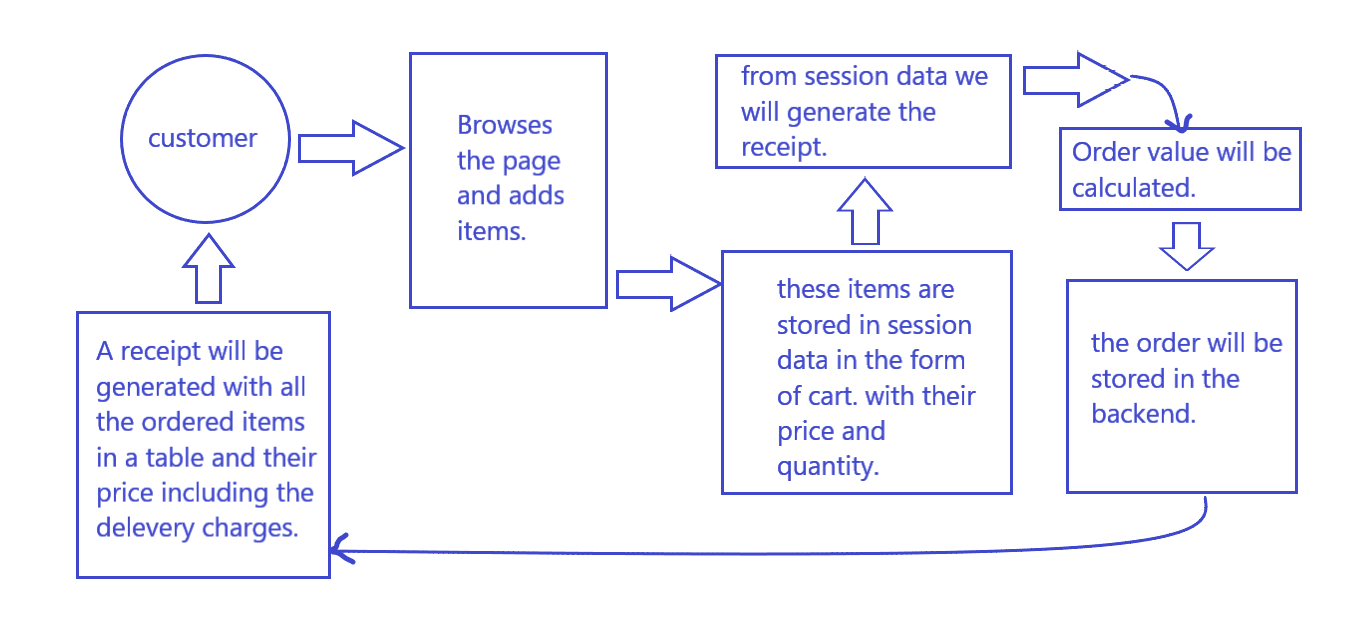 customer
Browses
the page
and adds
items.
these items are
stored in session
data in the form
of cart. with their
price and
quantity.
from session data we
will generate the
receipt.
Order value will be
calculated.
the order will be
stored in the
backend.
A receipt will be
generated with all
the ordered items
in a table and their
price including the
delevery charges.